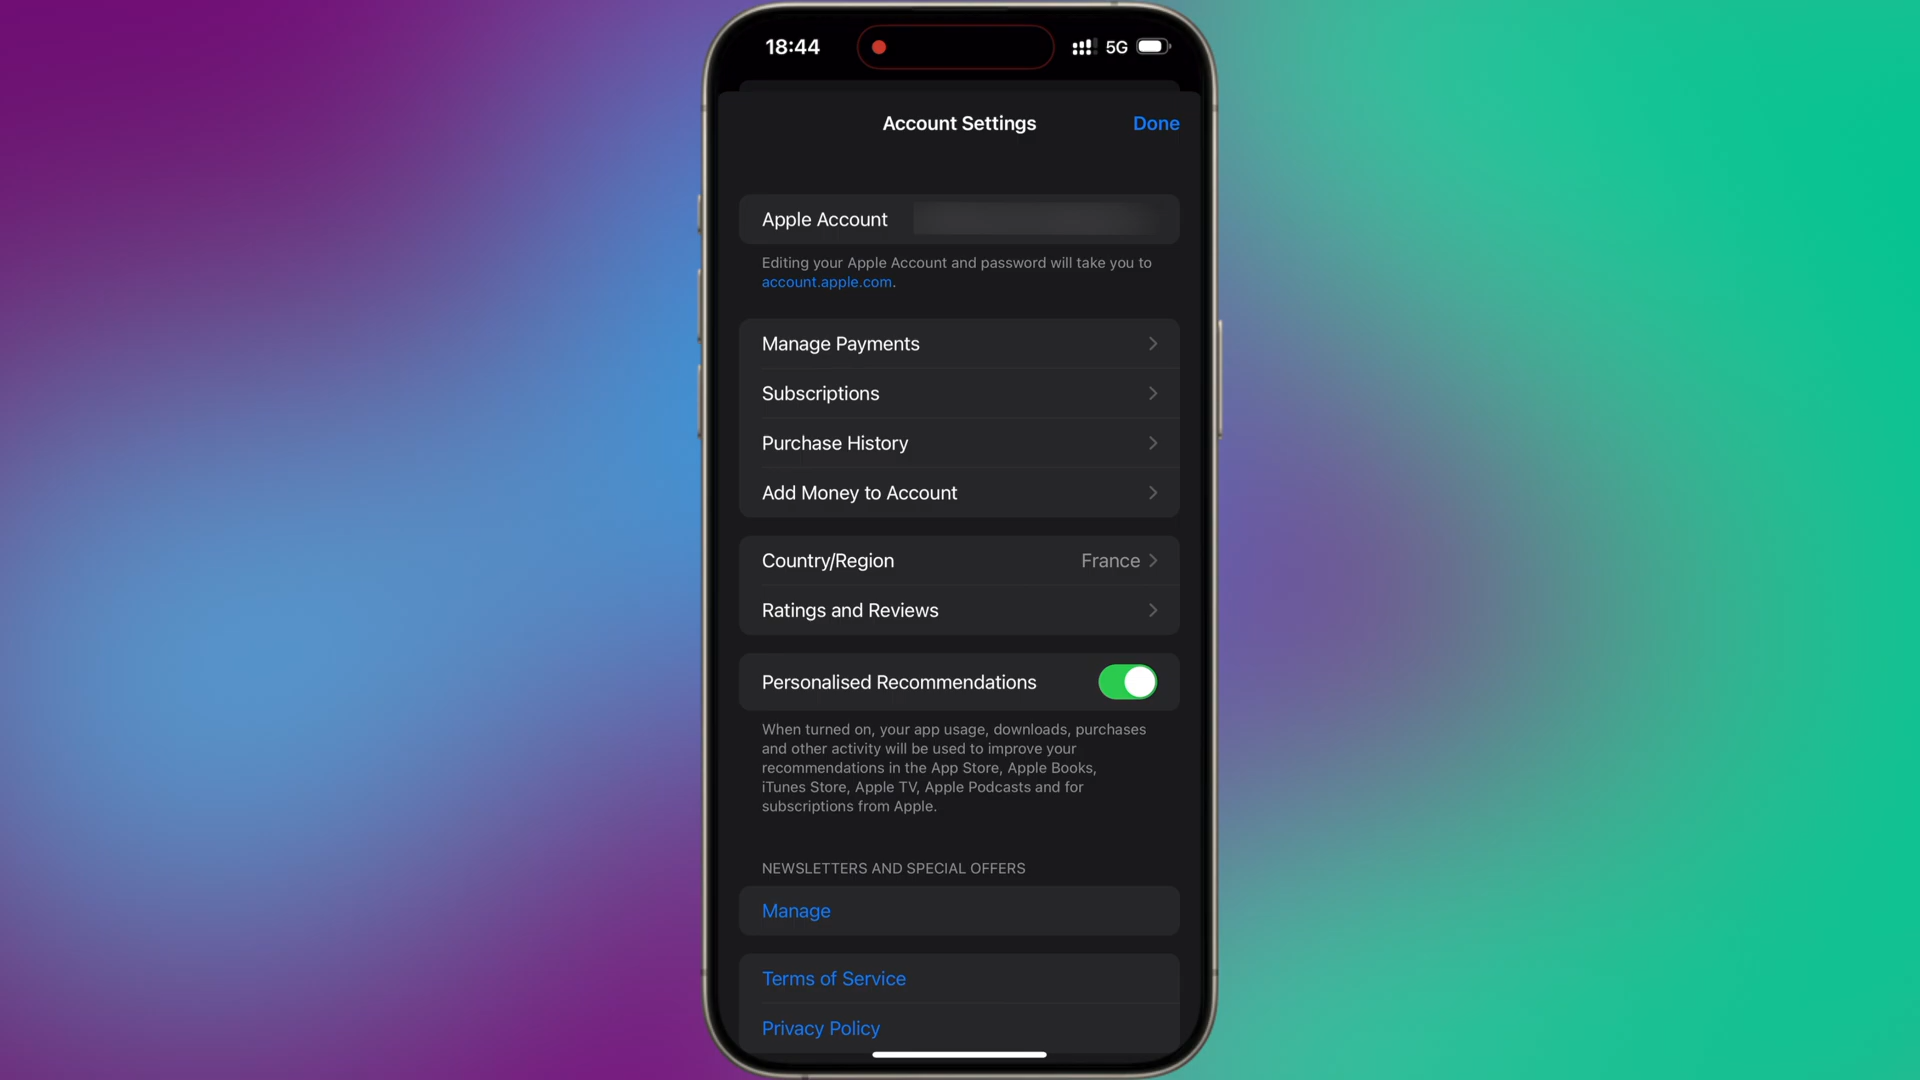 18:44
5G
Account Settings
Done
Apple Account
Editing your Apple Account and password will take you to
account.apple.com.
Manage Payments
Subscriptions
Purchase History
Add Money to Account
Country/Region France
Ratings and Reviews
Personalised Recommendations
When turned on, your app usage, downloads, purchases
and other activity will be used to improve your
recommendations in the App Store, Apple Books,
iTunes Store, Apple TV, Apple Podcasts and for
subscriptions from Apple.
NEWSLETTERS AND SPECIAL OFFERS
Manage
Terms of Service
Privacy Policy